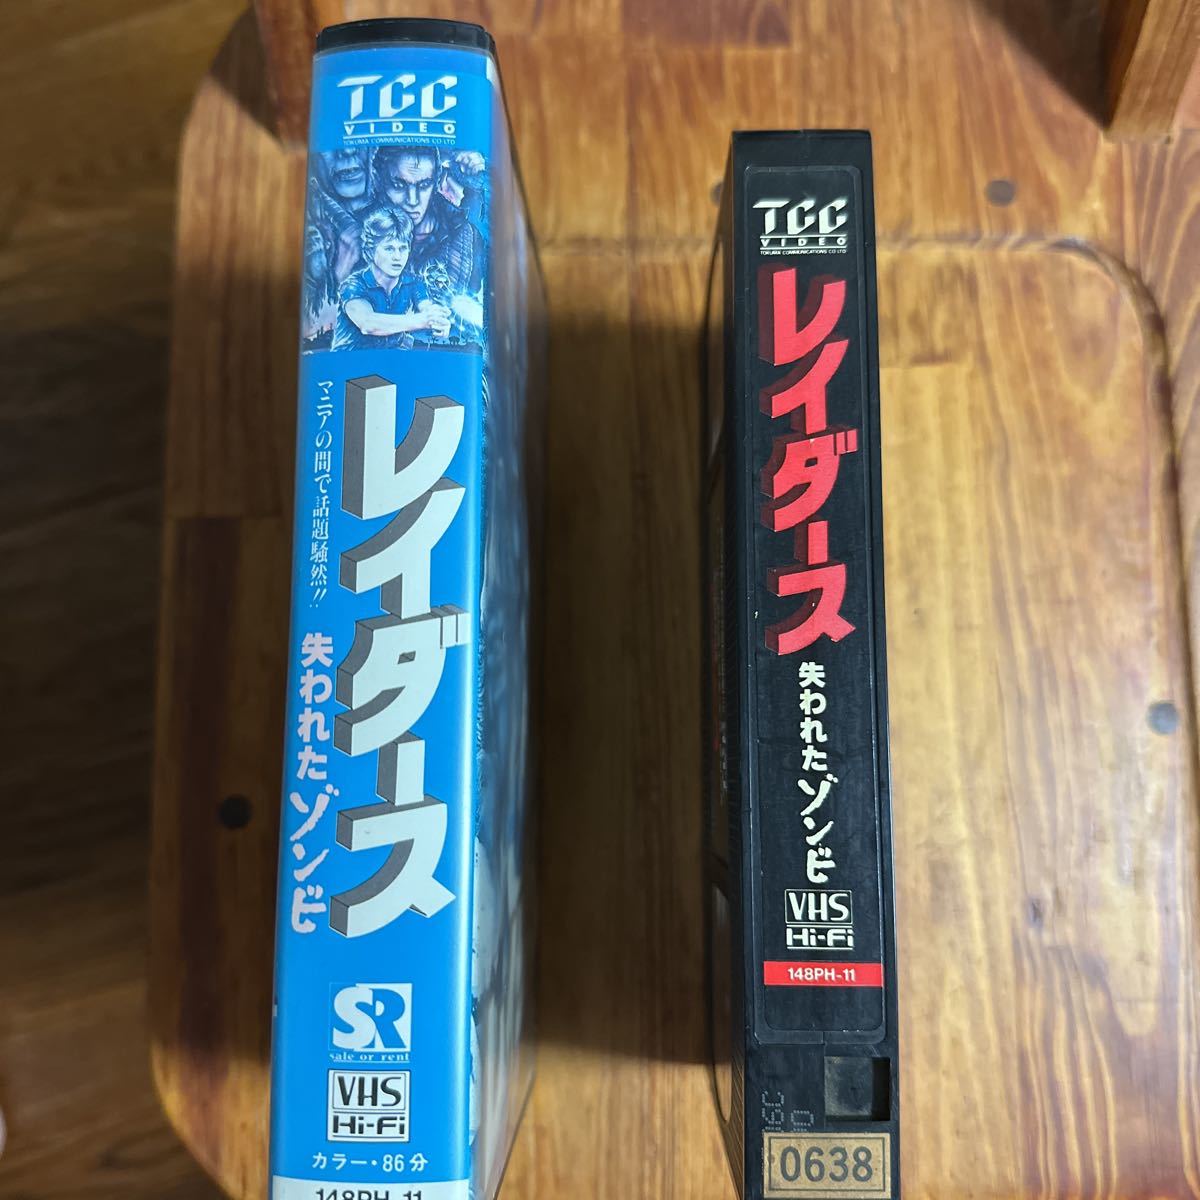 TCC
VIDEO
TOKUMA COMMUNICATIONS CO LTD
マニアの間で話題騒然!!
レイダース
失われたゾンビ
SR
sale or rent
VHS
Hi-Fi
カラー・86分
148PH-11
TCC
VIDEO
TOKUMA COMMUNICATIONS CO LTD
レイダース
失われたゾンビ
VHS
Hi-Fi
148PH-11
0638